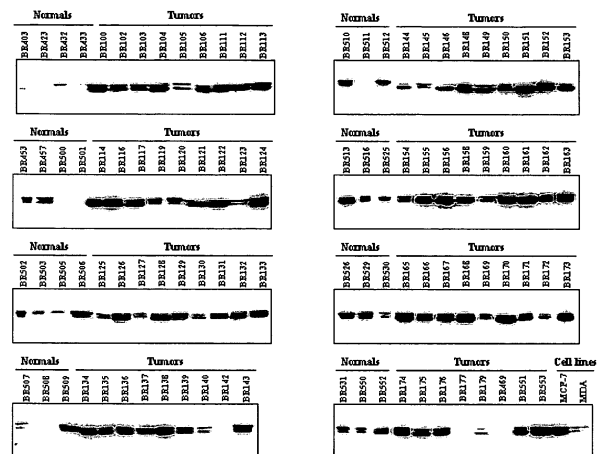 Normals Tumors
BR403 BR423 BR432 BR433 BR100 BR102 BR103 BR104 BR105 BR106 BR111 BR112 BR113
Normals Tumors
BR510 BR511 BR512 BR144 BR145 BR146 BR148 BR149 BR150 BR151 BR152 BR153
Normals Tumors
BR453 BR457 BR500 BR501 BR114 BR116 BR117 BR119 BR120 BR121 BR122 BR123 BR124
Normals Tumors
BR513 BR516 BR525 BR154 BR155 BR156 BR158 BR159 BR160 BR161 BR162 BR163
Normals Tumors
BR502 BR503 BR505 BR506 BR125 BR126 BR127 BR128 BR129 BR130 BR131 BR132 BR133
Normals Tumors
BR526 BR529 BR530 BR165 BR166 BR167 BR168 BR169 BR170 BR171 BR172 BR173
Normals Tumors
BR507 BR508 BR509 BR134 BR135 BR136 BR137 BR138 BR139 BR140 BR142 BR143
Normals Tumors Cell lines
BR531 BR550 BR552 BR174 BR175 BR176 BR177 BR179 BR469 BR551 BR553 MCF-7 MDA